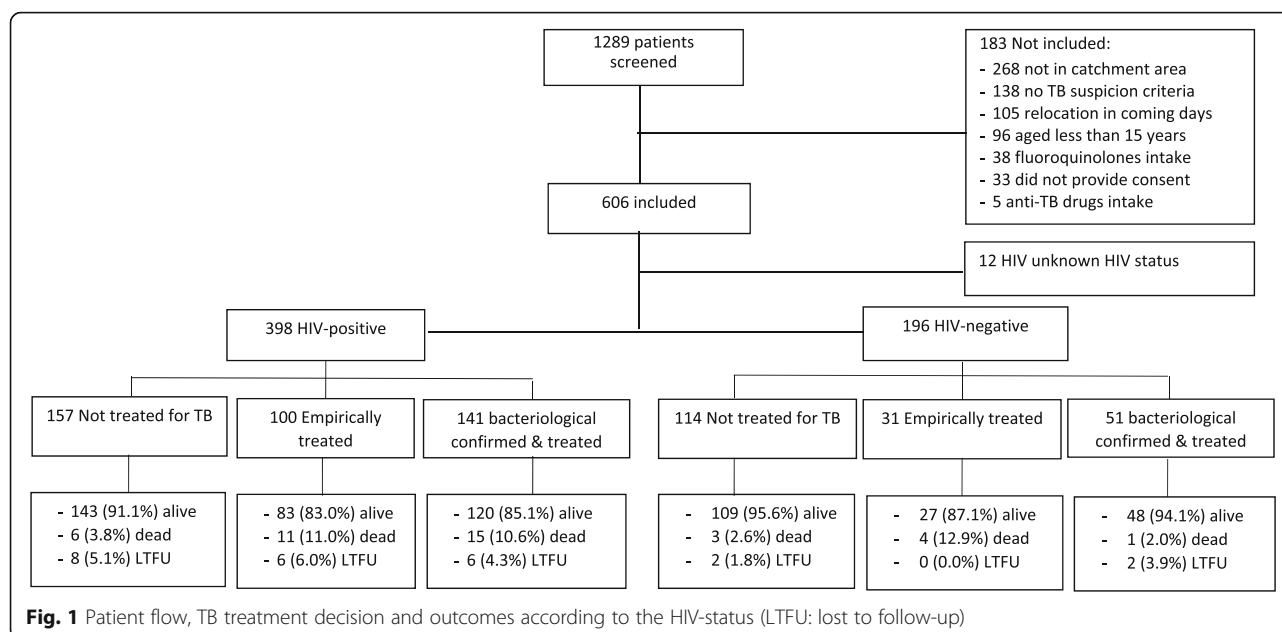 1289 patients
screened
183 Not included:
- 268 not in catchment area
- 138 no TB suspicion criteria
- 105 relocation in coming days
- 96 aged less than 15 years
- 38 fluoroquinolones intake
- 33 did not provide consent
- 5 anti-TB drugs intake
606 included
12 HIV unknown HIV status
398 HIV-positive
196 HIV-negative
157 Not treated for TB
100 Empirically
treated
141 bacteriological
confirmed & treated
114 Not treated for TB
31 Empirically treated
51 bacteriological
confirmed & treated
- 143 (91.1%) alive
- 6 (3.8%) dead
- 8 (5.1%) LTFU
- 83 (83.0%) alive
- 11 (11.0%) dead
- 6 (6.0%) LTFU
- 120 (85.1%) alive
- 15 (10.6%) dead
- 6 (4.3%) LTFU
- 109 (95.6%) alive
- 3 (2.6%) dead
- 2 (1.8%) LTFU
- 27 (87.1%) alive
- 4 (12.9%) dead
- 0 (0.0%) LTFU
- 48 (94.1%) alive
- 1 (2.0%) dead
- 2 (3.9%) LTFU
Fig. 1 Patient flow, TB treatment decision and outcomes according to the HIV-status (LTFU: lost to follow-up)